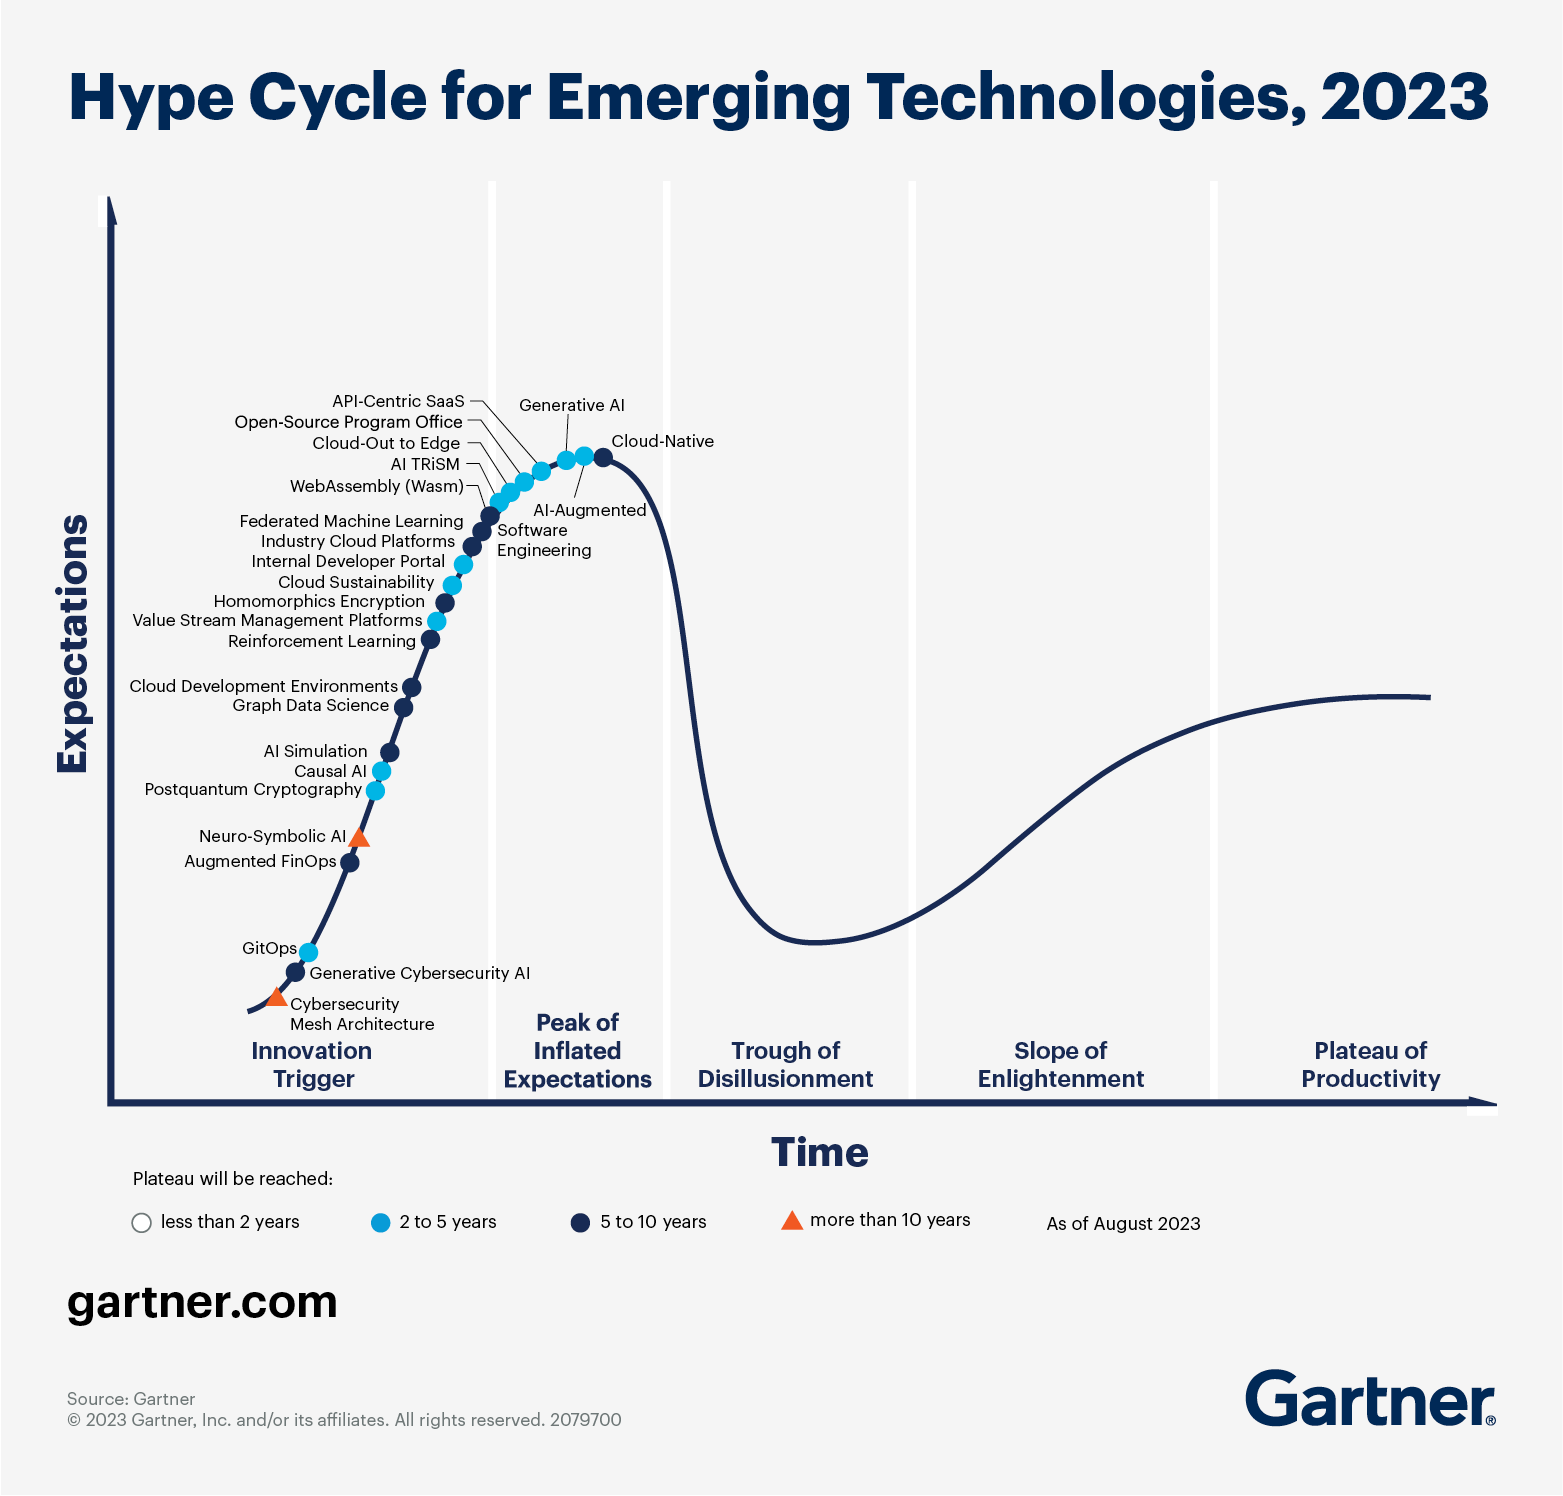 Hype Cycle for Emerging Technologies, 2023
Expectations
API-Centric SaaS
Generative AI
Open-Source Program Office
Cloud-Native
Cloud-Out to Edge
AI TRiSM
WebAssembly (Wasm)
AI-Augmented
Software
Engineering
Federated Machine Learning
Industry Cloud Platforms
Internal Developer Portal
Cloud Sustainability
Homomorphics Encryption
Value Stream Management Platforms
Reinforcement Learning
Cloud Development Environments
Graph Data Science
AI Simulation
Causal AI
Postquantum Cryptography
Neuro-Symbolic AI
Augmented FinOps
GitOps
Generative Cybersecurity AI
Cybersecurity
Mesh Architecture
Innovation
Trigger
Peak of
Inflated
Expectations
Trough of
Disillusionment
Slope of
Enlightenment
Plateau of
Productivity
Time
Plateau will be reached:
less than 2 years
2 to 5 years
5 to 10 years
more than 10 years
As of August 2023
gartner.com
Source: Gartner
© 2023 Gartner, Inc. and/or its affiliates. All rights reserved. 2079700
Gartner®